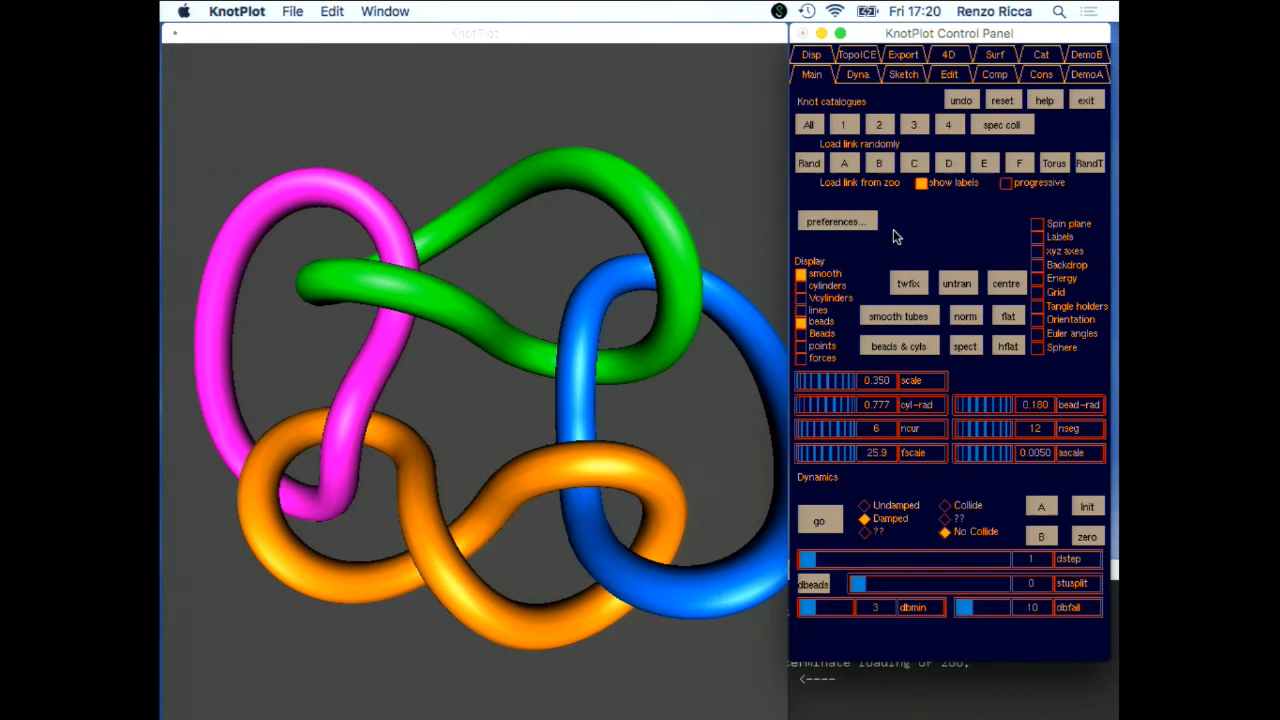 KnotPlot File Edit Window Fri 17:20 Renzo Ricca
KnotPlot KnotPlot Control Panel
Disp TopoICE Export 4D Surf Cat DemoB
Main Dyna Sketch Edit Comp Cons DemoA
Knot catalogues undo reset help exit
All 1 2 3 4 spec coll
Load link randomly
Rand A B C D E F Torus RandT
Load link from zoo show labels progressive
preferences... Spin plane
Labels
xyz axes
Display Backdrop
smooth Energy
cylinders twfix untran centre Grid
Vcylinders Tangle holders
lines smooth tubes norm flat Orientation
beads Euler angles
Beads
points beads & cyls spect hflat Sphere
forces
0.350 scale
0.777 cyl-rad 0.180 bead-rad
6 ncur 12 nseg
25.9 fscale 0.0050 ascale
Dynamics
Undamped Collide A Init
go Damped ??
?? No Collide B zero
1 dstep
dbeads 0 stusplit
3 dbmin 10 dbfail
erminate loading of zoo.
<----